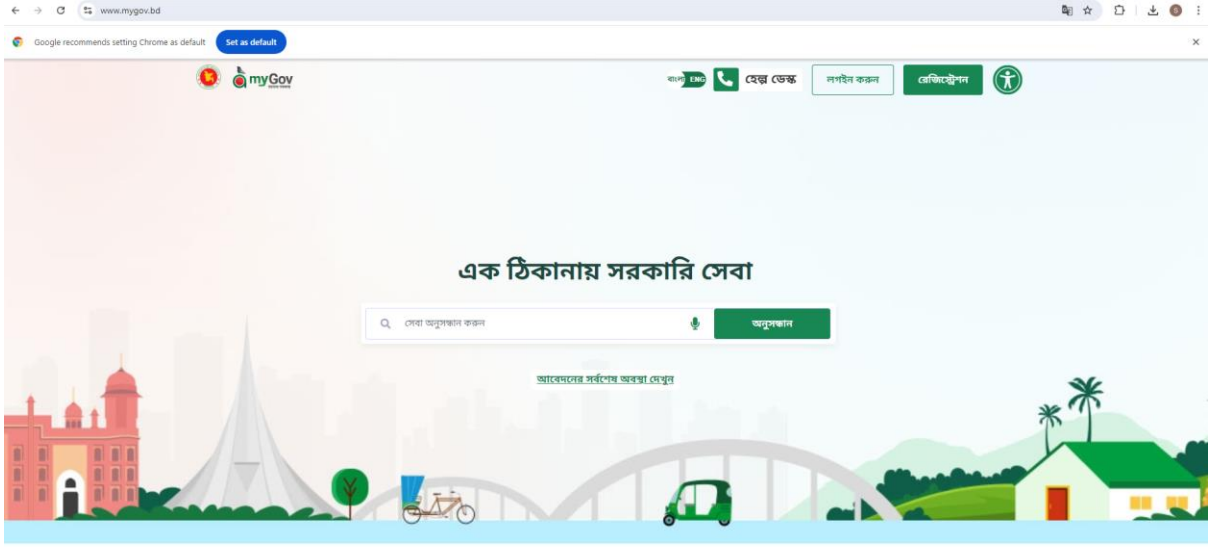 www.mygov.bd
Google recommends setting Chrome as default
Set as default
myGov
বাংলা ENG
হেল্প ডেস্ক
লগইন করুন
রেজিস্ট্রেশন
এক ঠিকানায় সরকারি সেবা
সেবা অনুসন্ধান করুন
অনুসন্ধান
আবেদনের সর্বশেষ অবস্থা দেখুন